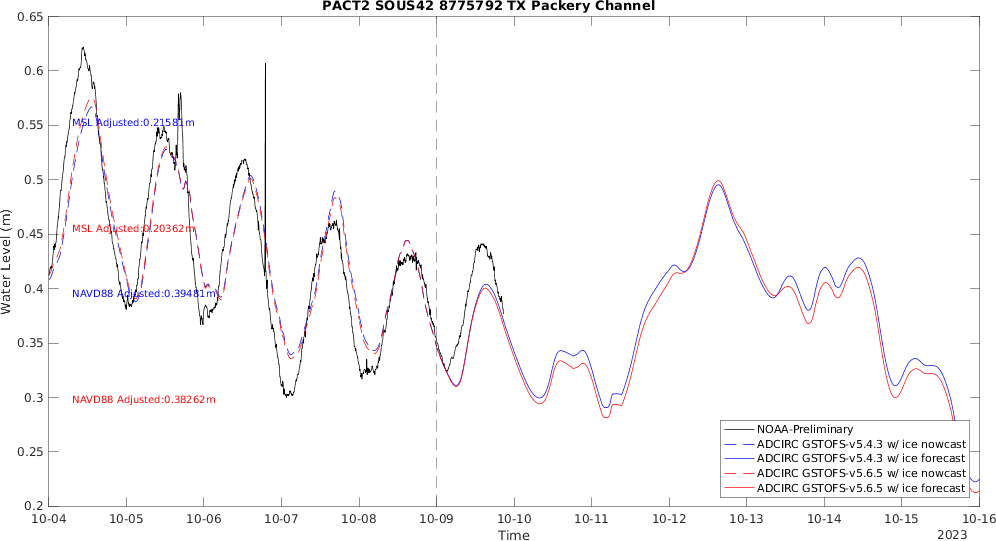 PACT2 SOUS42 8775792 TX Packery Channel
Water Level (m)
0.65
0.6
0.55
0.5
0.45
0.4
0.35
0.3
0.25
0.2
MSL Adjusted:0.21581m
MSL Adjusted:0.20362m
NAVD88 Adjusted:0.39481m
NAVD88 Adjusted:0.38262m
NOAA-Preliminary
ADCIRC GSTOFS-v5.4.3 w/ ice nowcast
ADCIRC GSTOFS-v5.4.3 w/ ice forecast
ADCIRC GSTOFS-v5.6.5 w/ ice nowcast
ADCIRC GSTOFS-v5.6.5 w/ ice forecast
10-04 10-05 10-06 10-07 10-08 10-09 10-10 10-11 10-12 10-13 10-14 10-15 10-16
Time
2023